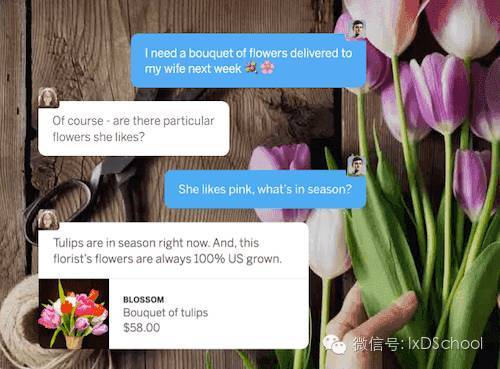 I need a bouquet of flowers delivered to
my wife next week 💐 🌸
Of course - are there particular
flowers she likes?
She likes pink, what's in season?
Tulips are in season right now. And, this
florist's flowers are always 100% US grown.
BLOSSOM
Bouquet of tulips
$58.00
微信号: IxDSchool